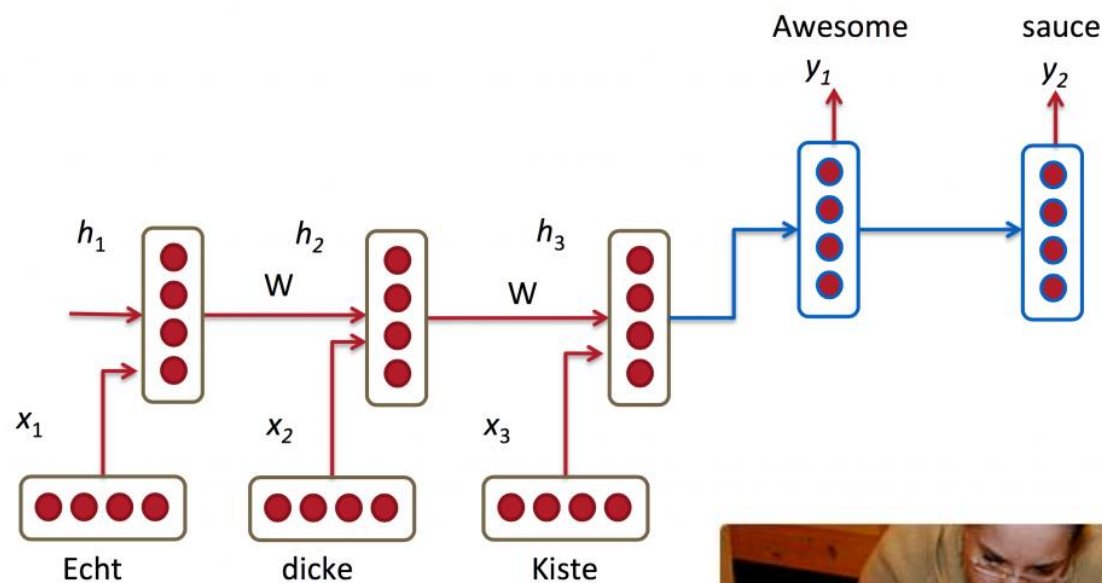 Awesome sauce
y1 y2
h1 h2 h3
W W
x1 x2 x3
Echt dicke Kiste